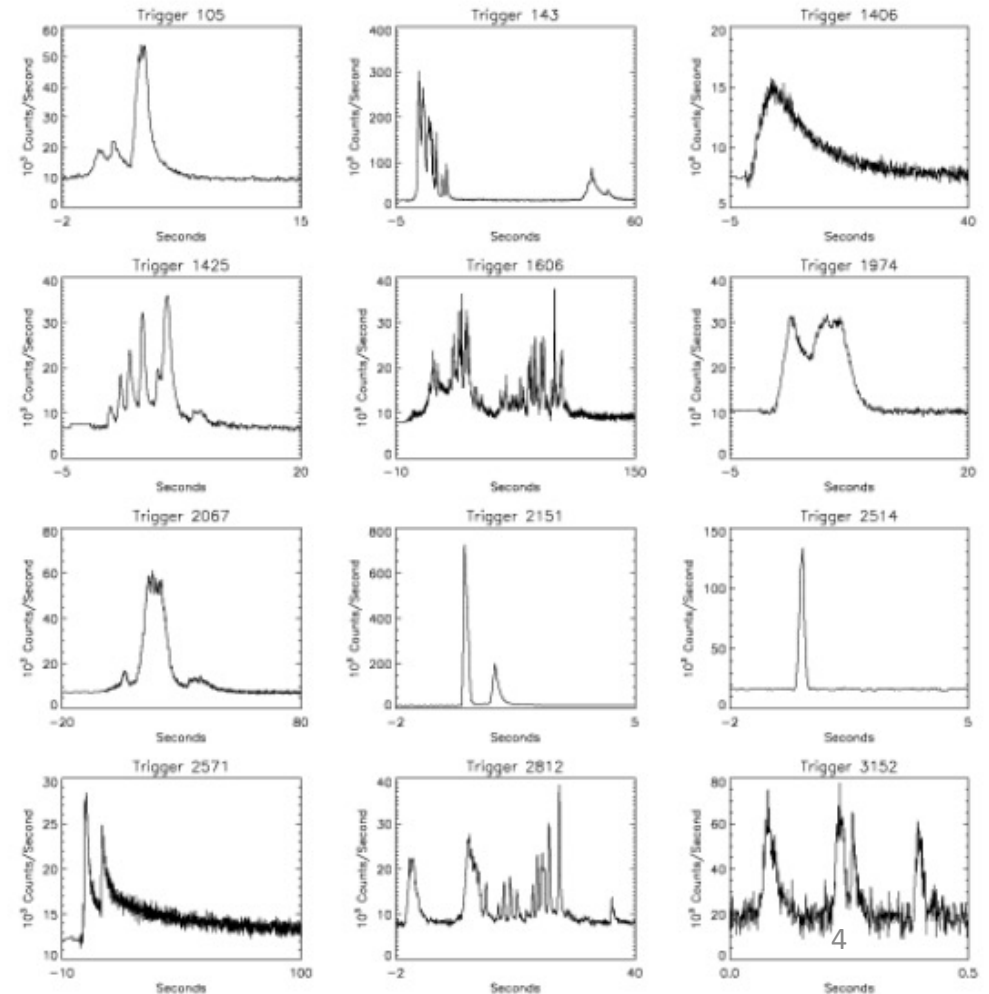 Trigger 105
60
50
40
30
20
10
0
10³ Counts/Second
-2
15
Seconds
Trigger 143
400
300
200
100
0
10³ Counts/Second
-5
60
Seconds
Trigger 1406
20
15
10
5
10³ Counts/Second
-5
40
Seconds
Trigger 1425
40
30
20
10
0
10³ Counts/Second
-5
20
Seconds
Trigger 1606
40
30
20
10
0
10³ Counts/Second
-10
150
Seconds
Trigger 1974
40
30
20
10
0
10³ Counts/Second
-5
20
Seconds
Trigger 2067
80
60
40
20
0
10³ Counts/Second
-20
80
Seconds
Trigger 2151
800
600
400
200
0
10³ Counts/Second
-2
5
Seconds
Trigger 2514
150
100
50
0
10³ Counts/Second
-2
5
Seconds
Trigger 2571
30
25
20
15
10
10³ Counts/Second
-10
100
Seconds
Trigger 2812
40
30
20
10
0
10³ Counts/Second
-2
40
Seconds
Trigger 3152
80
60
40
20
0
10³ Counts/Second
4
0.0
0.5
Seconds